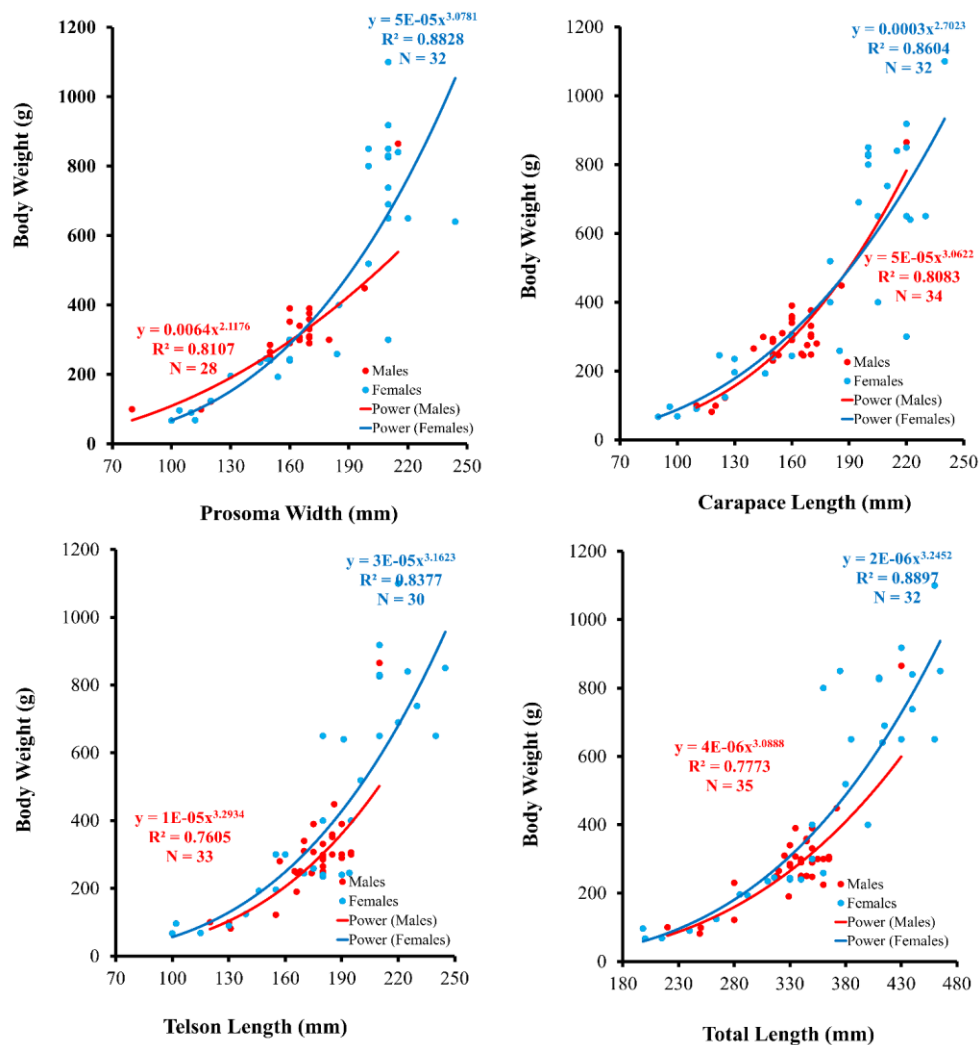 y = 5E-05x^3.0781
R² = 0.8828
N = 32
1200
1000
800
600
400
200
0
Body Weight (g)
y = 0.0064x^2.1176
R² = 0.8107
N = 28
Males
Females
Power (Males)
Power (Females)
70 100 130 160 190 220 250
Prosoma Width (mm)
y = 0.0003x^2.7023
R² = 0.8604
N = 32
1200
1000
800
600
400
200
0
Body Weight (g)
y = 5E-05x^3.0622
R² = 0.8083
N = 34
Males
Females
Power (Males)
Power (Females)
70 100 130 160 190 220 250
Carapace Length (mm)
y = 3E-05x^3.1623
R² = 0.8377
N = 30
1200
1000
800
600
400
200
0
Body Weight (g)
y = 1E-05x^3.2934
R² = 0.7605
N = 33
Males
Females
Power (Males)
Power (Females)
70 100 130 160 190 220 250
Telson Length (mm)
y = 2E-06x^3.2452
R² = 0.8897
N = 32
1200
1000
800
600
400
200
0
Body Weight (g)
y = 4E-06x^3.0888
R² = 0.7773
N = 35
Males
Females
Power (Males)
Power (Females)
180 230 280 330 380 430 480
Total Length (mm)